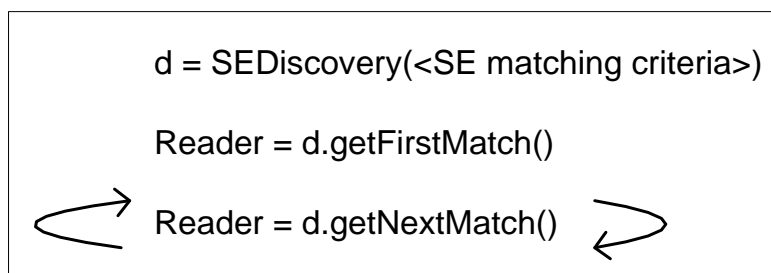 d = SEDiscovery(<SE matching criteria>)
Reader = d.getFirstMatch()
Reader = d.getNextMatch()